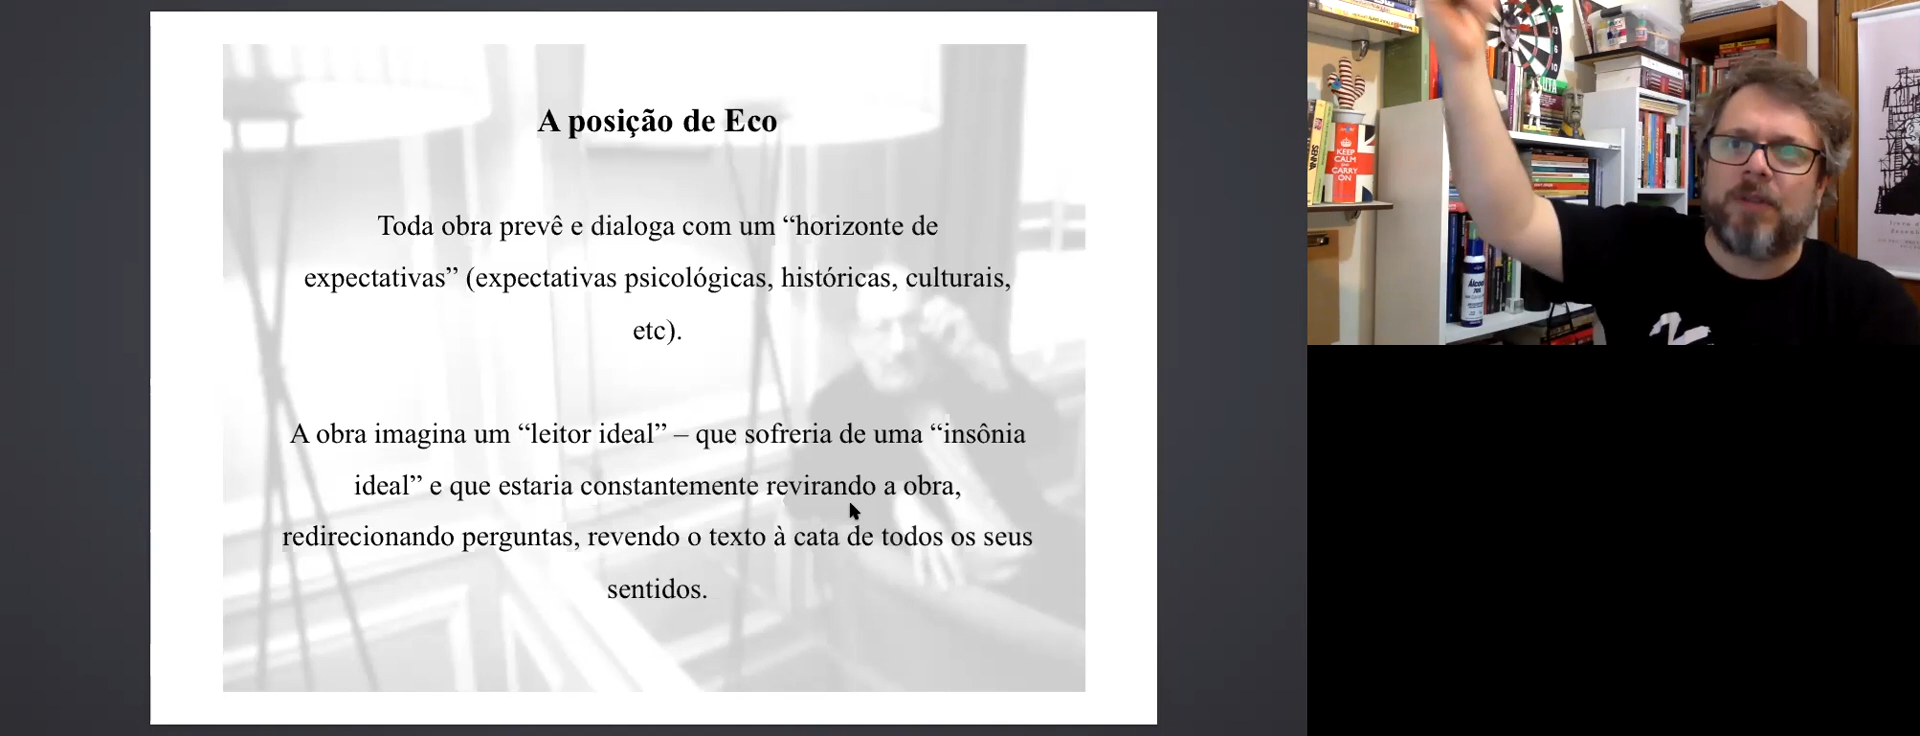 A posição de Eco
Toda obra prevê e dialoga com um “horizonte de
expectativas” (expectativas psicológicas, históricas, culturais,
etc).
A obra imagina um “leitor ideal” – que sofreria de uma “insônia
ideal” e que estaria constantemente revirando a obra,
redirecionando perguntas, revendo o texto à cata de todos os seus
sentidos.
KEEP
CALM
AND
CARRY
ON
SENNA
Álcool